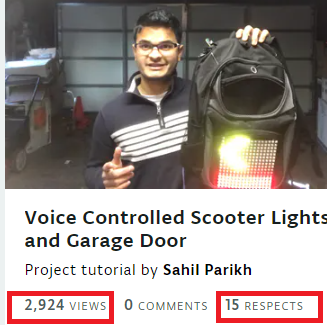 Voice Controlled Scooter Lights
and Garage Door
Project tutorial by Sahil Parikh
2,924 VIEWS 0 COMMENTS 15 RESPECTS